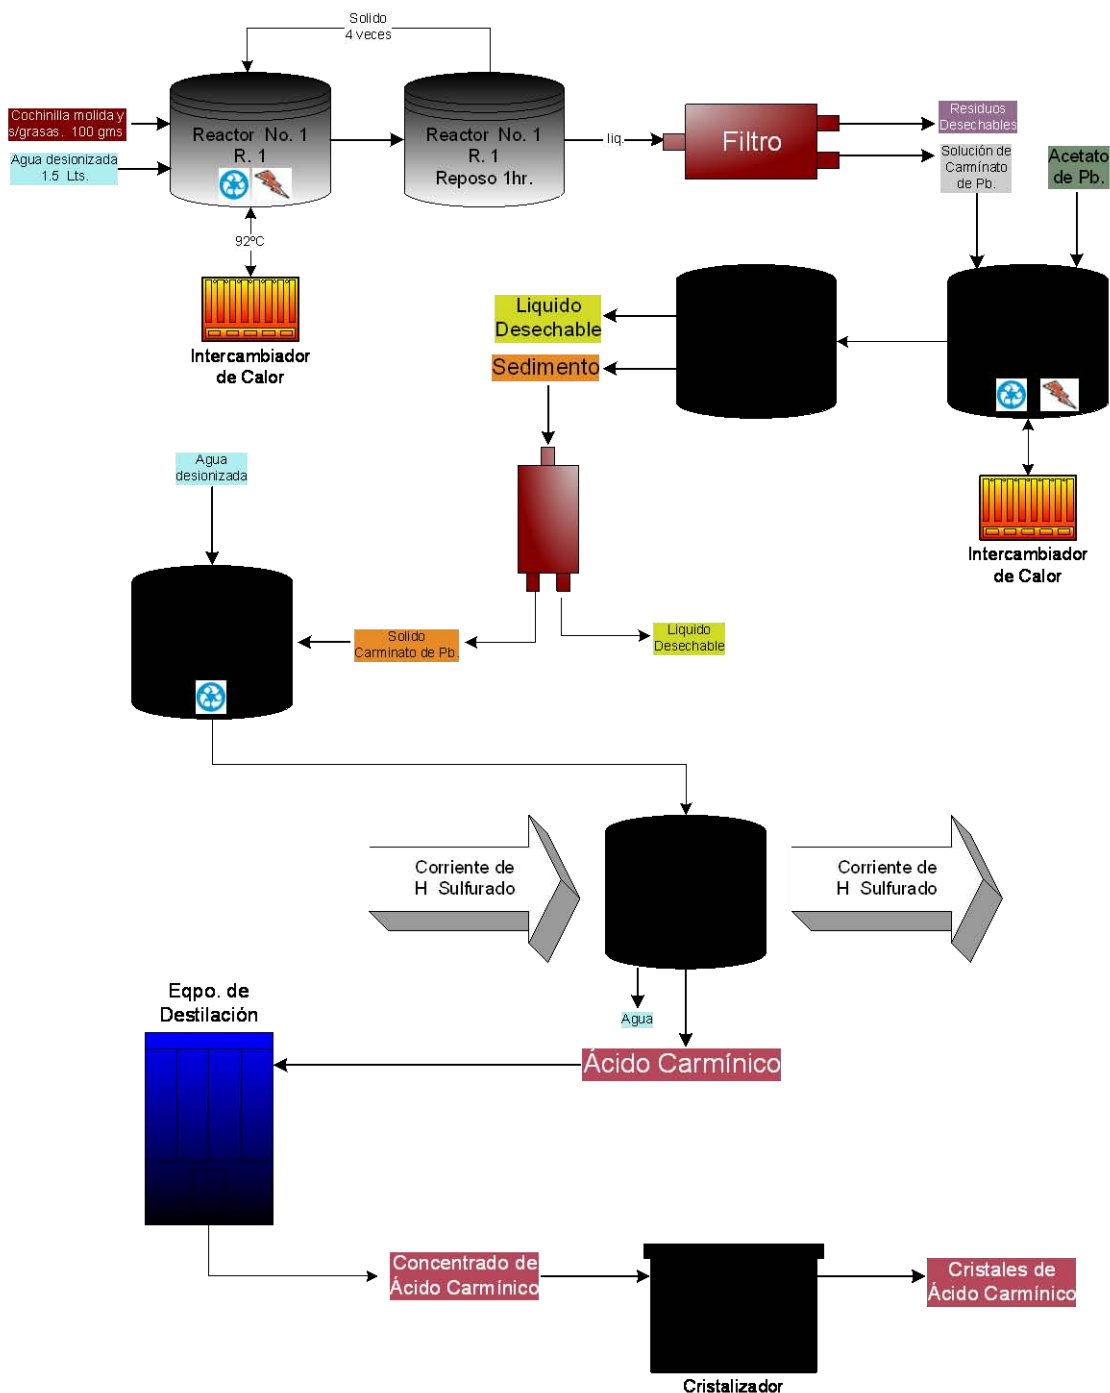 Solido
4 veces
Cochinilla molida y
s/grasas. 100 gms
Agua desionizada
1.5 Lts.
Reactor No. 1
R. 1
Reactor No. 1
R. 1
Reposo 1hr.
liq.
Filtro
Residuos
Desechables
Solución de
Carmínato
de Pb.
Acetato
de Pb.
92ºC
Intercambiador
de Calor
Liquido
Desechable
Sedimento
Intercambiador
de Calor
Agua
desionizada
Solido
Carminato de Pb.
Liquido
Desechable
Corriente de
H Sulfurado
Corriente de
H Sulfurado
Eqpo. de
Destilación
Agua
Ácido Carmínico
Concentrado de
Ácido Carmínico
Cristales de
Ácido Carmínico
Cristalizador